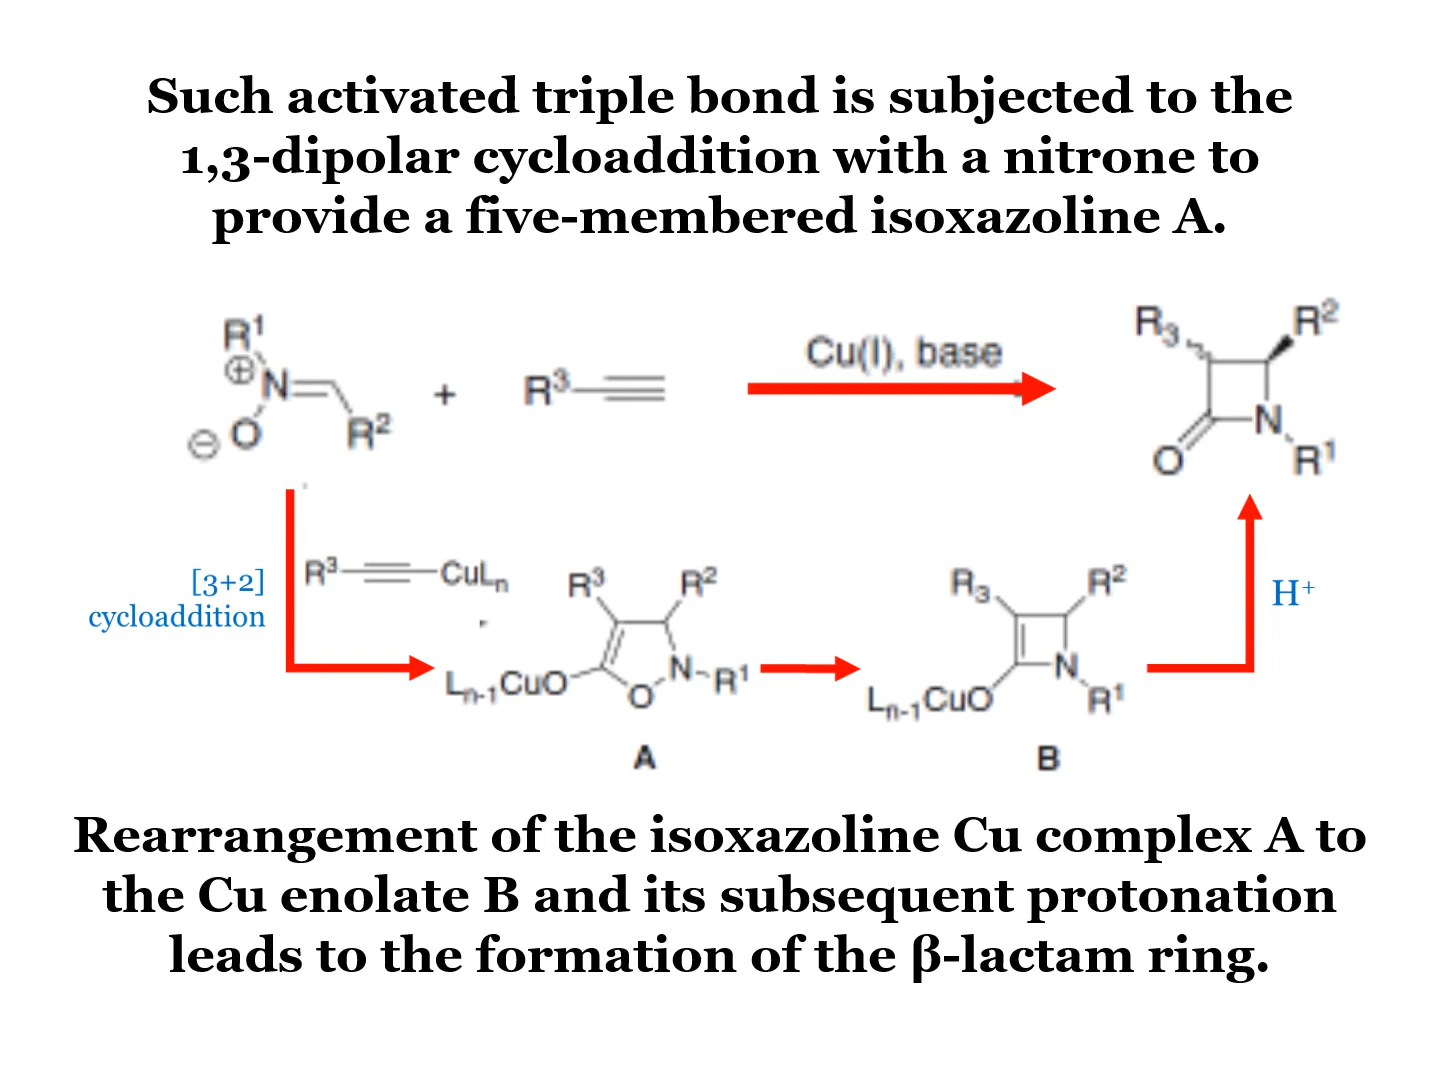 Such activated triple bond is subjected to the
1,3-dipolar cycloaddition with a nitrone to
provide a five-membered isoxazoline A.
R¹
⊕
N
⊖ O
R²
+
R³
Cu(I), base
R₃
R²
O
N
R¹
[3+2]
cycloaddition
R³
CuLₙ
R³
R²
Lₙ₋₁CuO
O
N
R¹
A
R₃
R²
Lₙ₋₁CuO
N
R¹
B
H⁺
Rearrangement of the isoxazoline Cu complex A to
the Cu enolate B and its subsequent protonation
leads to the formation of the β-lactam ring.